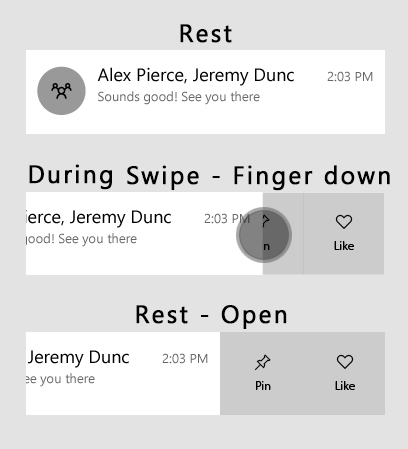 Rest
Alex Pierce, Jeremy Dunc 2:03 PM
Sounds good! See you there
During Swipe - Finger down
ierce, Jeremy Dunc 2:03 PM
good! See you there
n Like
Rest - Open
Jeremy Dunc 2:03 PM
ee you there
Pin Like